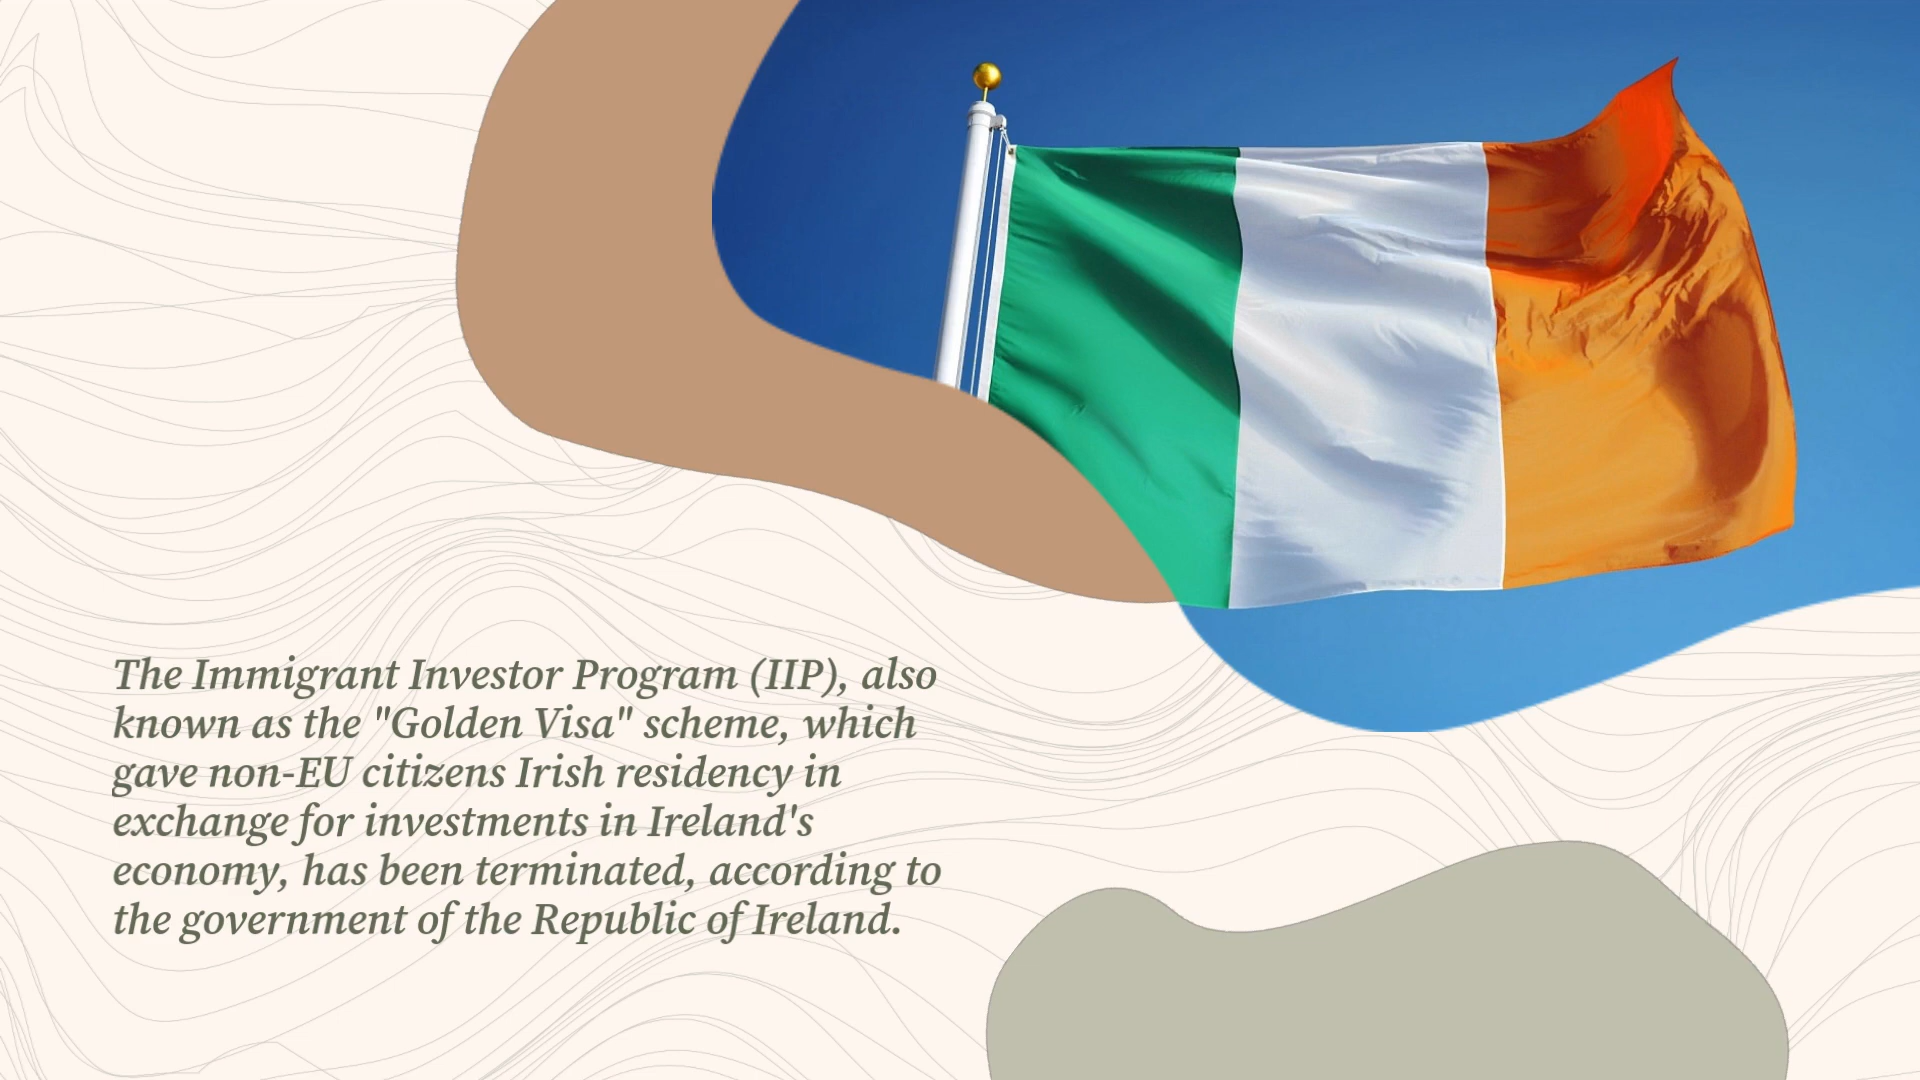 The Immigrant Investor Program (IIP), also
known as the "Golden Visa" scheme, which
gave non-EU citizens Irish residency in
exchange for investments in Ireland's
economy, has been terminated, according to
the government of the Republic of Ireland.